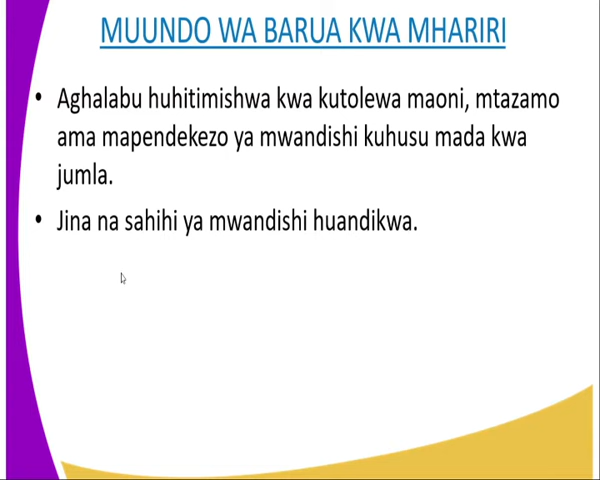 MUUNDO WA BARUA KWA MHARIRI
• Aghalabu huhitimishwa kwa kutolewa maoni, mtazamo
ama mapendekezo ya mwandishi kuhusu mada kwa
jumla.
• Jina na sahihi ya mwandishi huandikwa.